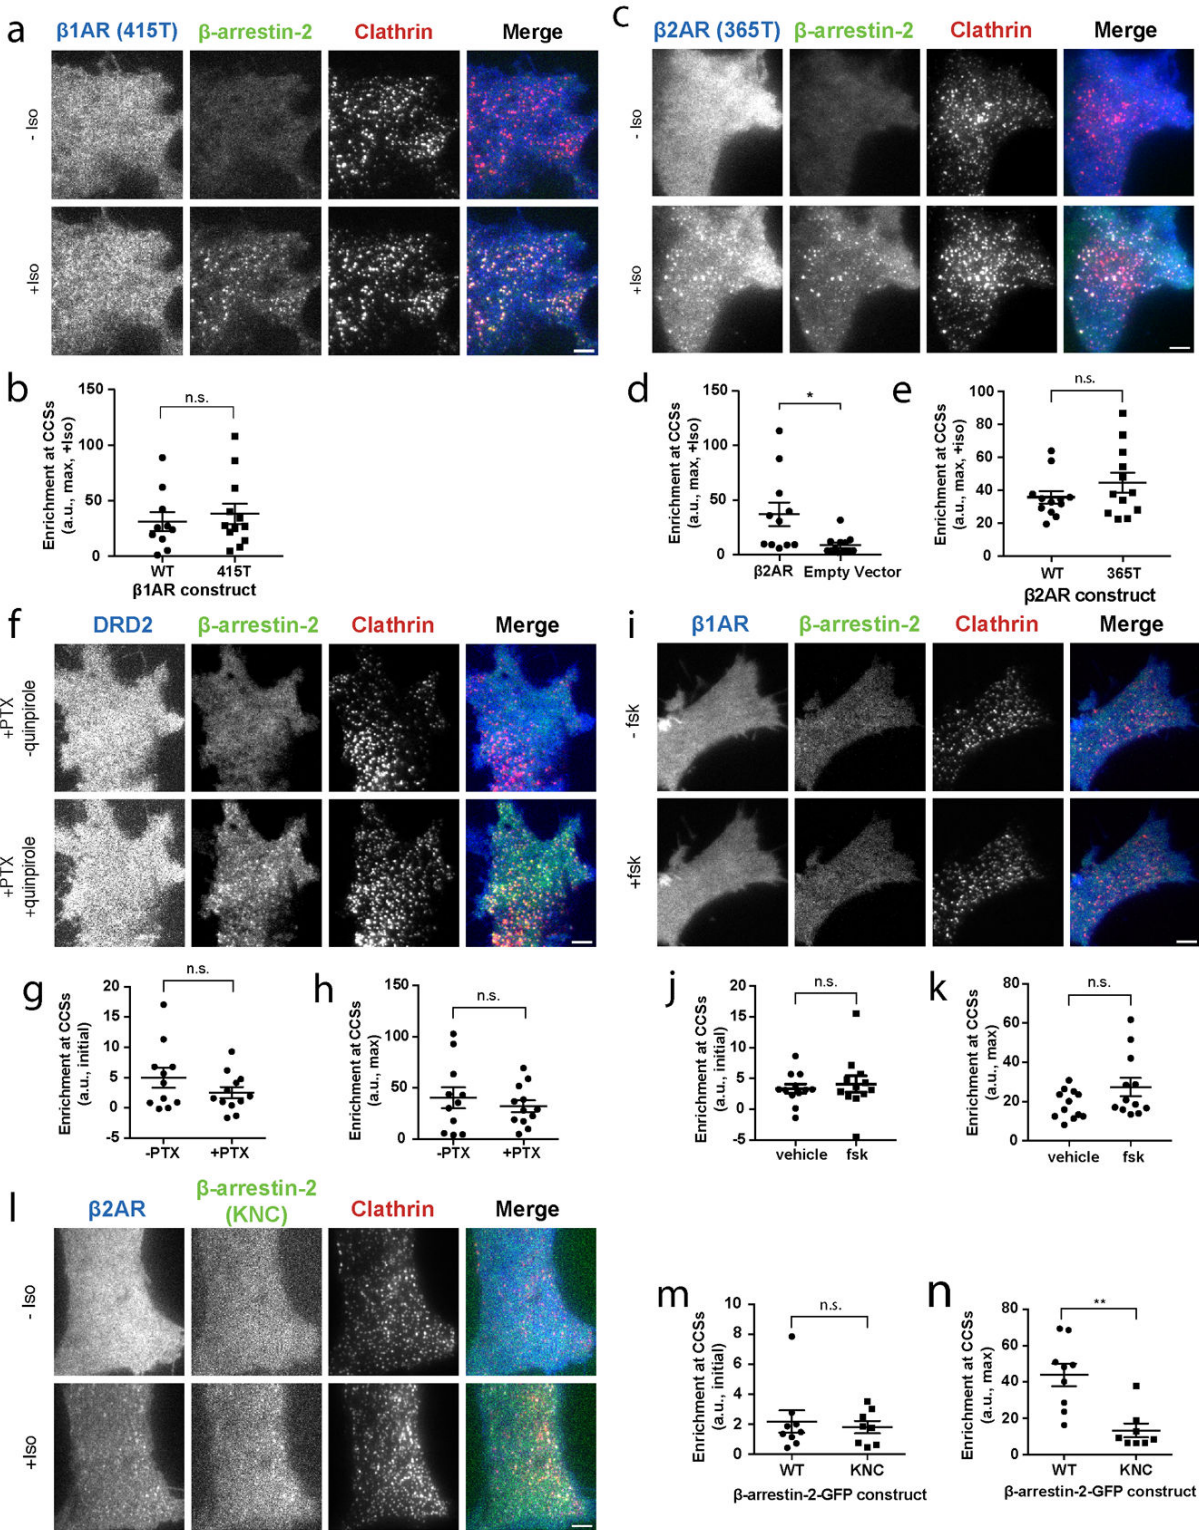 a
β1AR (415T) β-arrestin-2 Clathrin Merge
- Iso
+Iso
b
Enrichment at CCSs
(a.u., max, +Iso)
150
100
50
0
n.s.
WT 415T
β1AR construct
c
β2AR (365T) β-arrestin-2 Clathrin Merge
- Iso
+Iso
d
Enrichment at CCSs
(a.u., max, +Iso)
150
100
50
0
*
β2AR Empty Vector
e
Enrichment at CCSs
(a.u., max, +iso)
100
80
60
40
20
0
n.s.
WT 365T
β2AR construct
f
DRD2 β-arrestin-2 Clathrin Merge
+PTX
-quinpirole
+PTX
+quinpirole
g
Enrichment at CCSs
(a.u., initial)
20
15
10
5
0
-5
n.s.
-PTX +PTX
h
Enrichment at CCSs
(a.u., max)
150
100
50
0
n.s.
-PTX +PTX
i
β1AR β-arrestin-2 Clathrin Merge
- fsk
+fsk
j
Enrichment at CCSs
(a.u., initial)
20
15
10
5
0
-5
n.s.
vehicle fsk
k
Enrichment at CCSs
(a.u., max)
80
60
40
20
0
n.s.
vehicle fsk
l
β2AR β-arrestin-2 Clathrin Merge
(KNC)
- Iso
+Iso
m
Enrichment at CCSs
(a.u., initial)
10
8
6
4
2
0
n.s.
WT KNC
β-arrestin-2-GFP construct
n
Enrichment at CCSs
(a.u., max)
80
60
40
20
0
**
WT KNC
β-arrestin-2-GFP construct